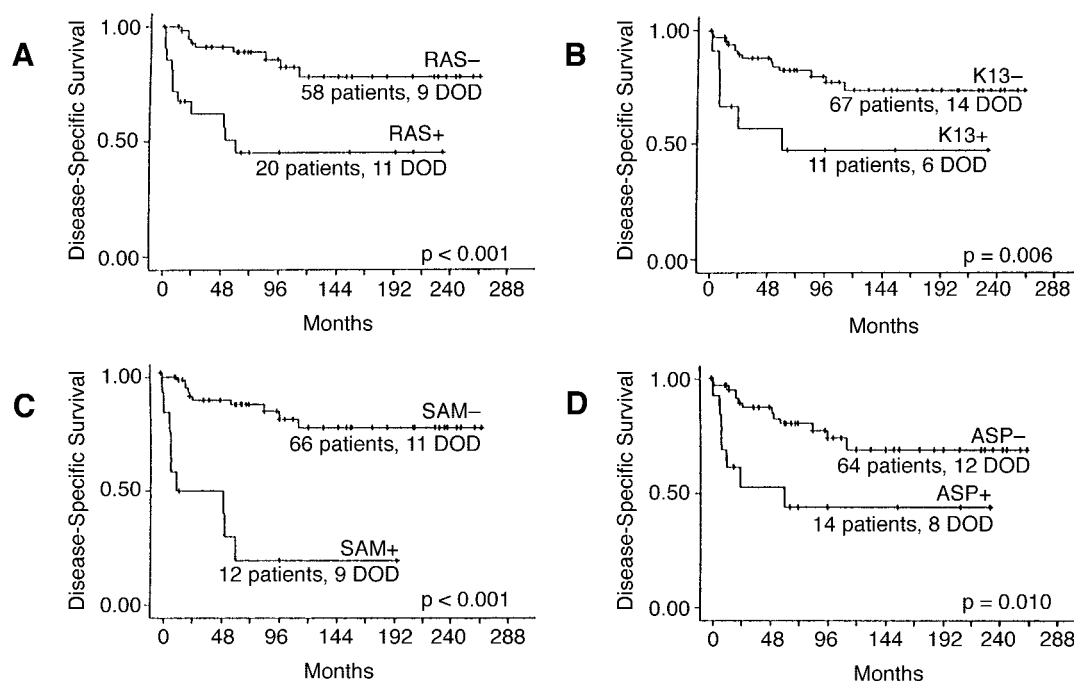 A
Disease-Specific Survival
1.00
0.50
0.00
RAS–
58 patients, 9 DOD
RAS+
20 patients, 11 DOD
p < 0.001
0 48 96 144 192 240 288
Months
B
Disease-Specific Survival
1.00
0.50
0.00
K13–
67 patients, 14 DOD
K13+
11 patients, 6 DOD
p = 0.006
0 48 96 144 192 240 288
Months
C
Disease-Specific Survival
1.00
0.50
0.00
SAM–
66 patients, 11 DOD
SAM+
12 patients, 9 DOD
p < 0.001
0 48 96 144 192 240 288
Months
D
Disease-Specific Survival
1.00
0.50
0.00
ASP–
64 patients, 12 DOD
ASP+
14 patients, 8 DOD
p = 0.010
0 48 96 144 192 240 288
Months